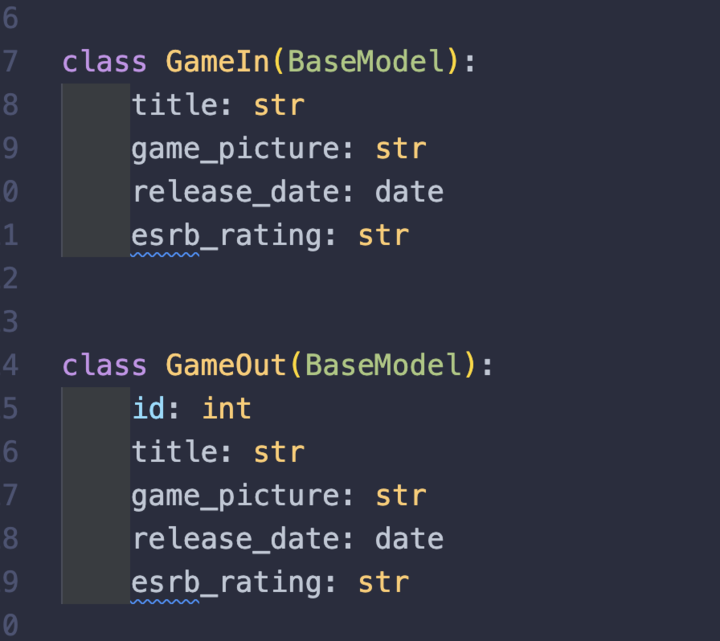 6
7 class GameIn(BaseModel):
8 title: str
9 game_picture: str
0 release_date: date
1 esrb_rating: str
2
3
4 class GameOut(BaseModel):
5 id: int
6 title: str
7 game_picture: str
8 release_date: date
9 esrb_rating: str
0